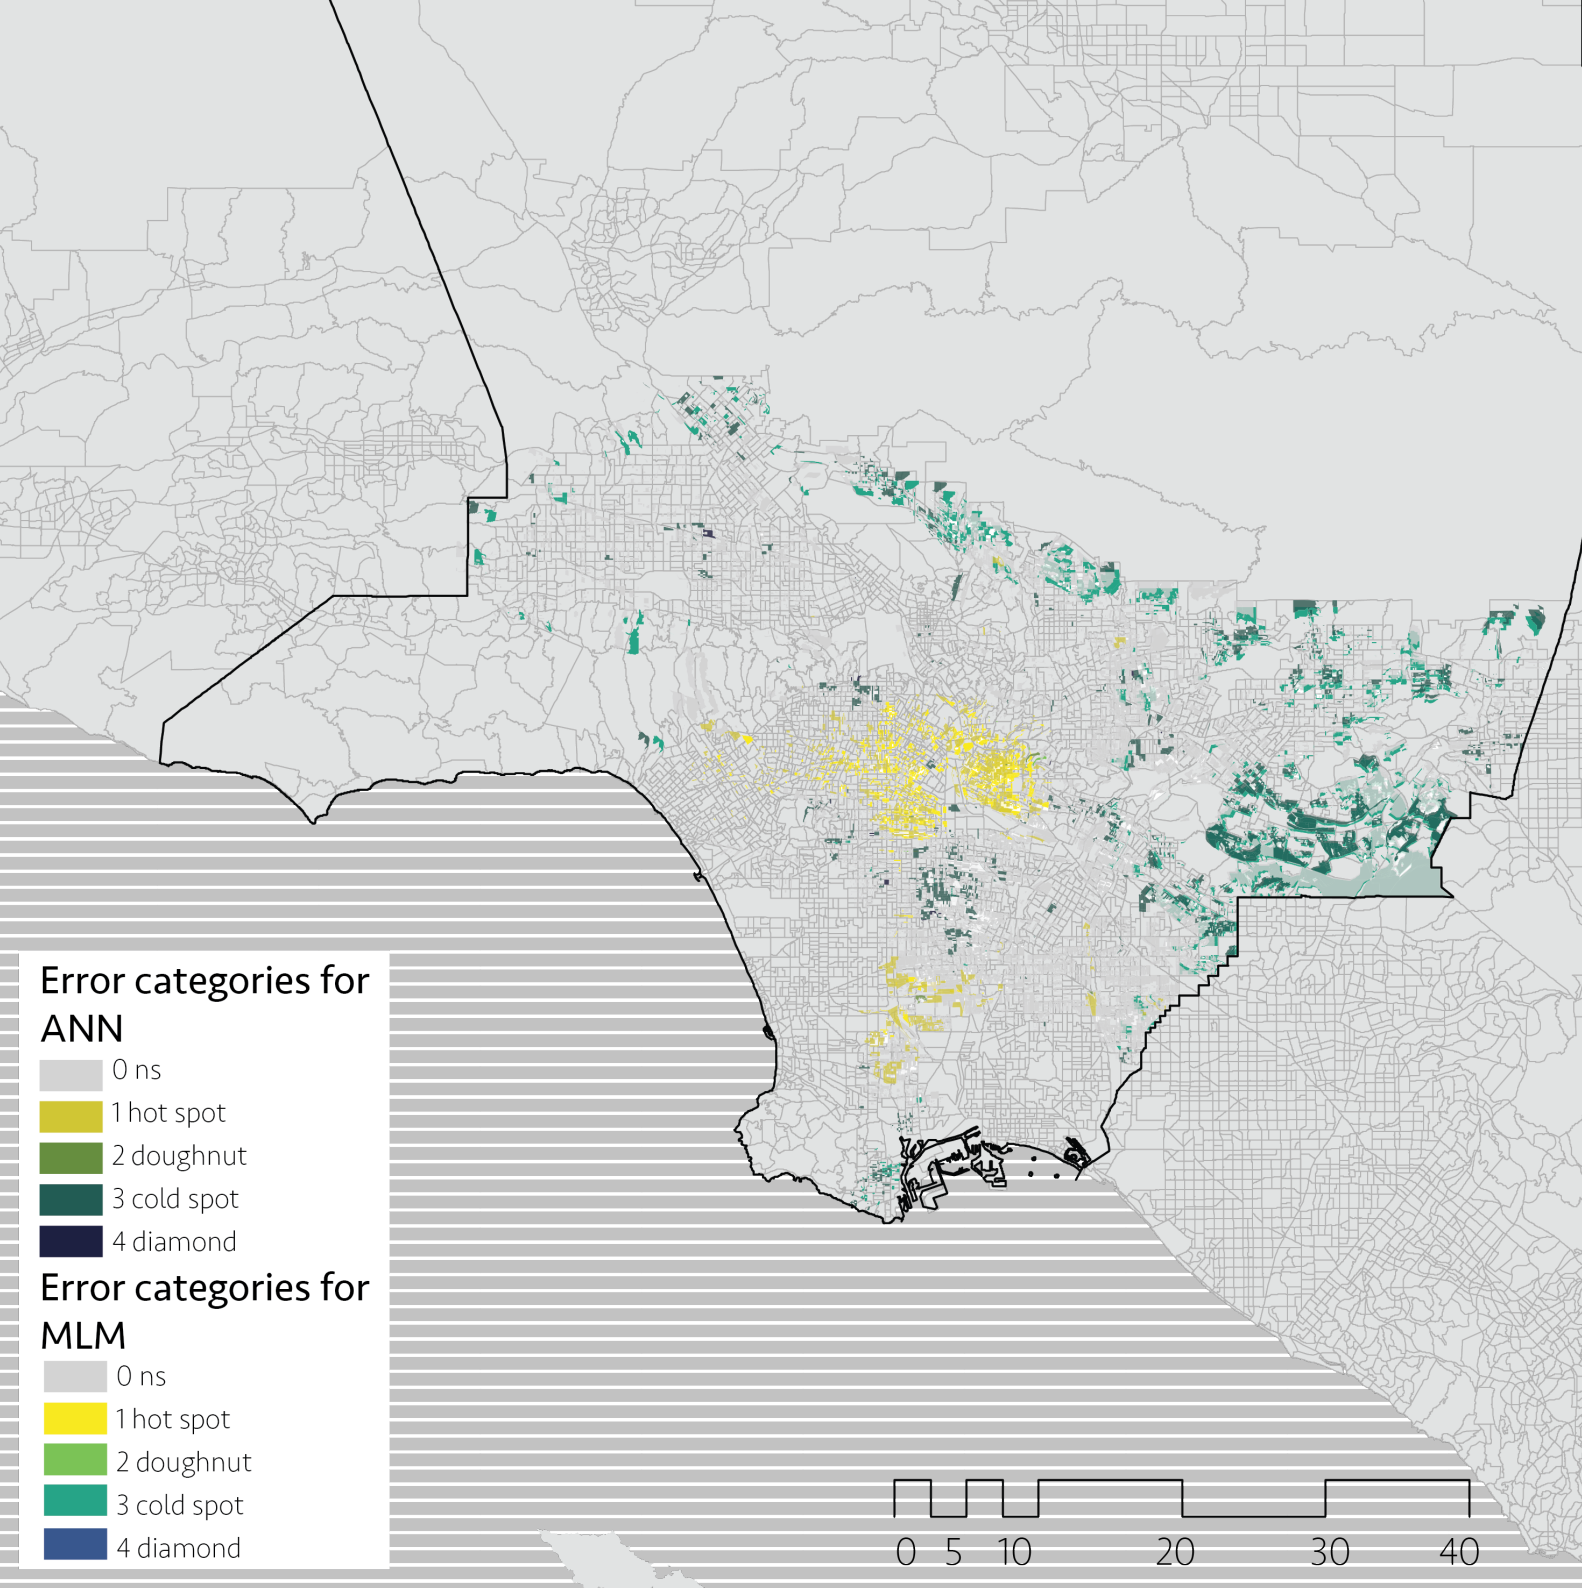 Error categories for
ANN
0 ns
1 hot spot
2 doughnut
3 cold spot
4 diamond
Error categories for
MLM
0 ns
1 hot spot
2 doughnut
3 cold spot
4 diamond
0 5 10 20 30 40